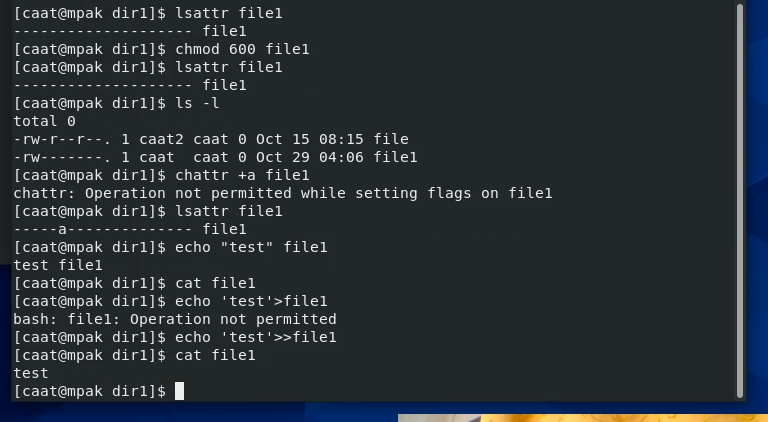 [caat@mpak dir1]$ lsattr file1
-------------------- file1
[caat@mpak dir1]$ chmod 600 file1
[caat@mpak dir1]$ lsattr file1
-------------------- file1
[caat@mpak dir1]$ ls -l
total 0
-rw-r--r--. 1 caat2 caat 0 Oct 15 08:15 file
-rw-------. 1 caat  caat 0 Oct 29 04:06 file1
[caat@mpak dir1]$ chattr +a file1
chattr: Operation not permitted while setting flags on file1
[caat@mpak dir1]$ lsattr file1
-----a-------------- file1
[caat@mpak dir1]$ echo "test" file1
test file1
[caat@mpak dir1]$ cat file1
[caat@mpak dir1]$ echo 'test'>file1
bash: file1: Operation not permitted
[caat@mpak dir1]$ echo 'test'>>file1
[caat@mpak dir1]$ cat file1
test
[caat@mpak dir1]$